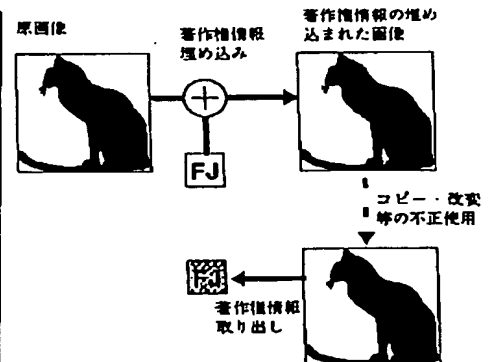 原画像
著作権情報
埋め込み
著作権情報の埋め
込まれた画像
FJ
コピー・改変
等の不正使用
FJ
著作権情報
取り出し